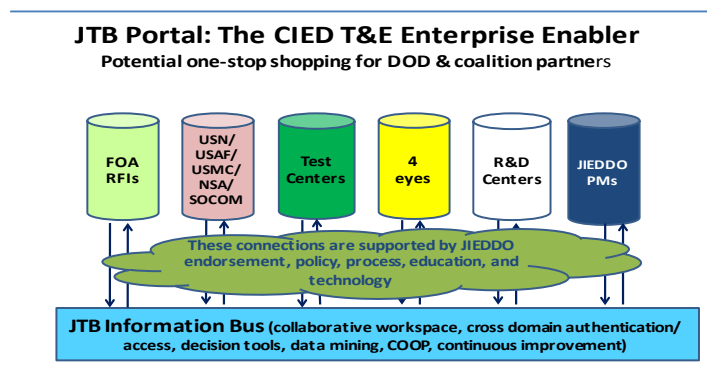 JTB Portal: The CIED T&E Enterprise Enabler
Potential one-stop shopping for DOD & coalition partners
FOA
RFIs
USN/
USAF/
USMC/
NSA/
SOCOM
Test
Centers
4
eyes
R&D
Centers
JIEDDO
PMs
These connections are supported by JIEDDO
endorsement, policy, process, education, and
technology
JTB Information Bus (collaborative workspace, cross domain authentication/
access, decision tools, data mining, COOP, continuous improvement)